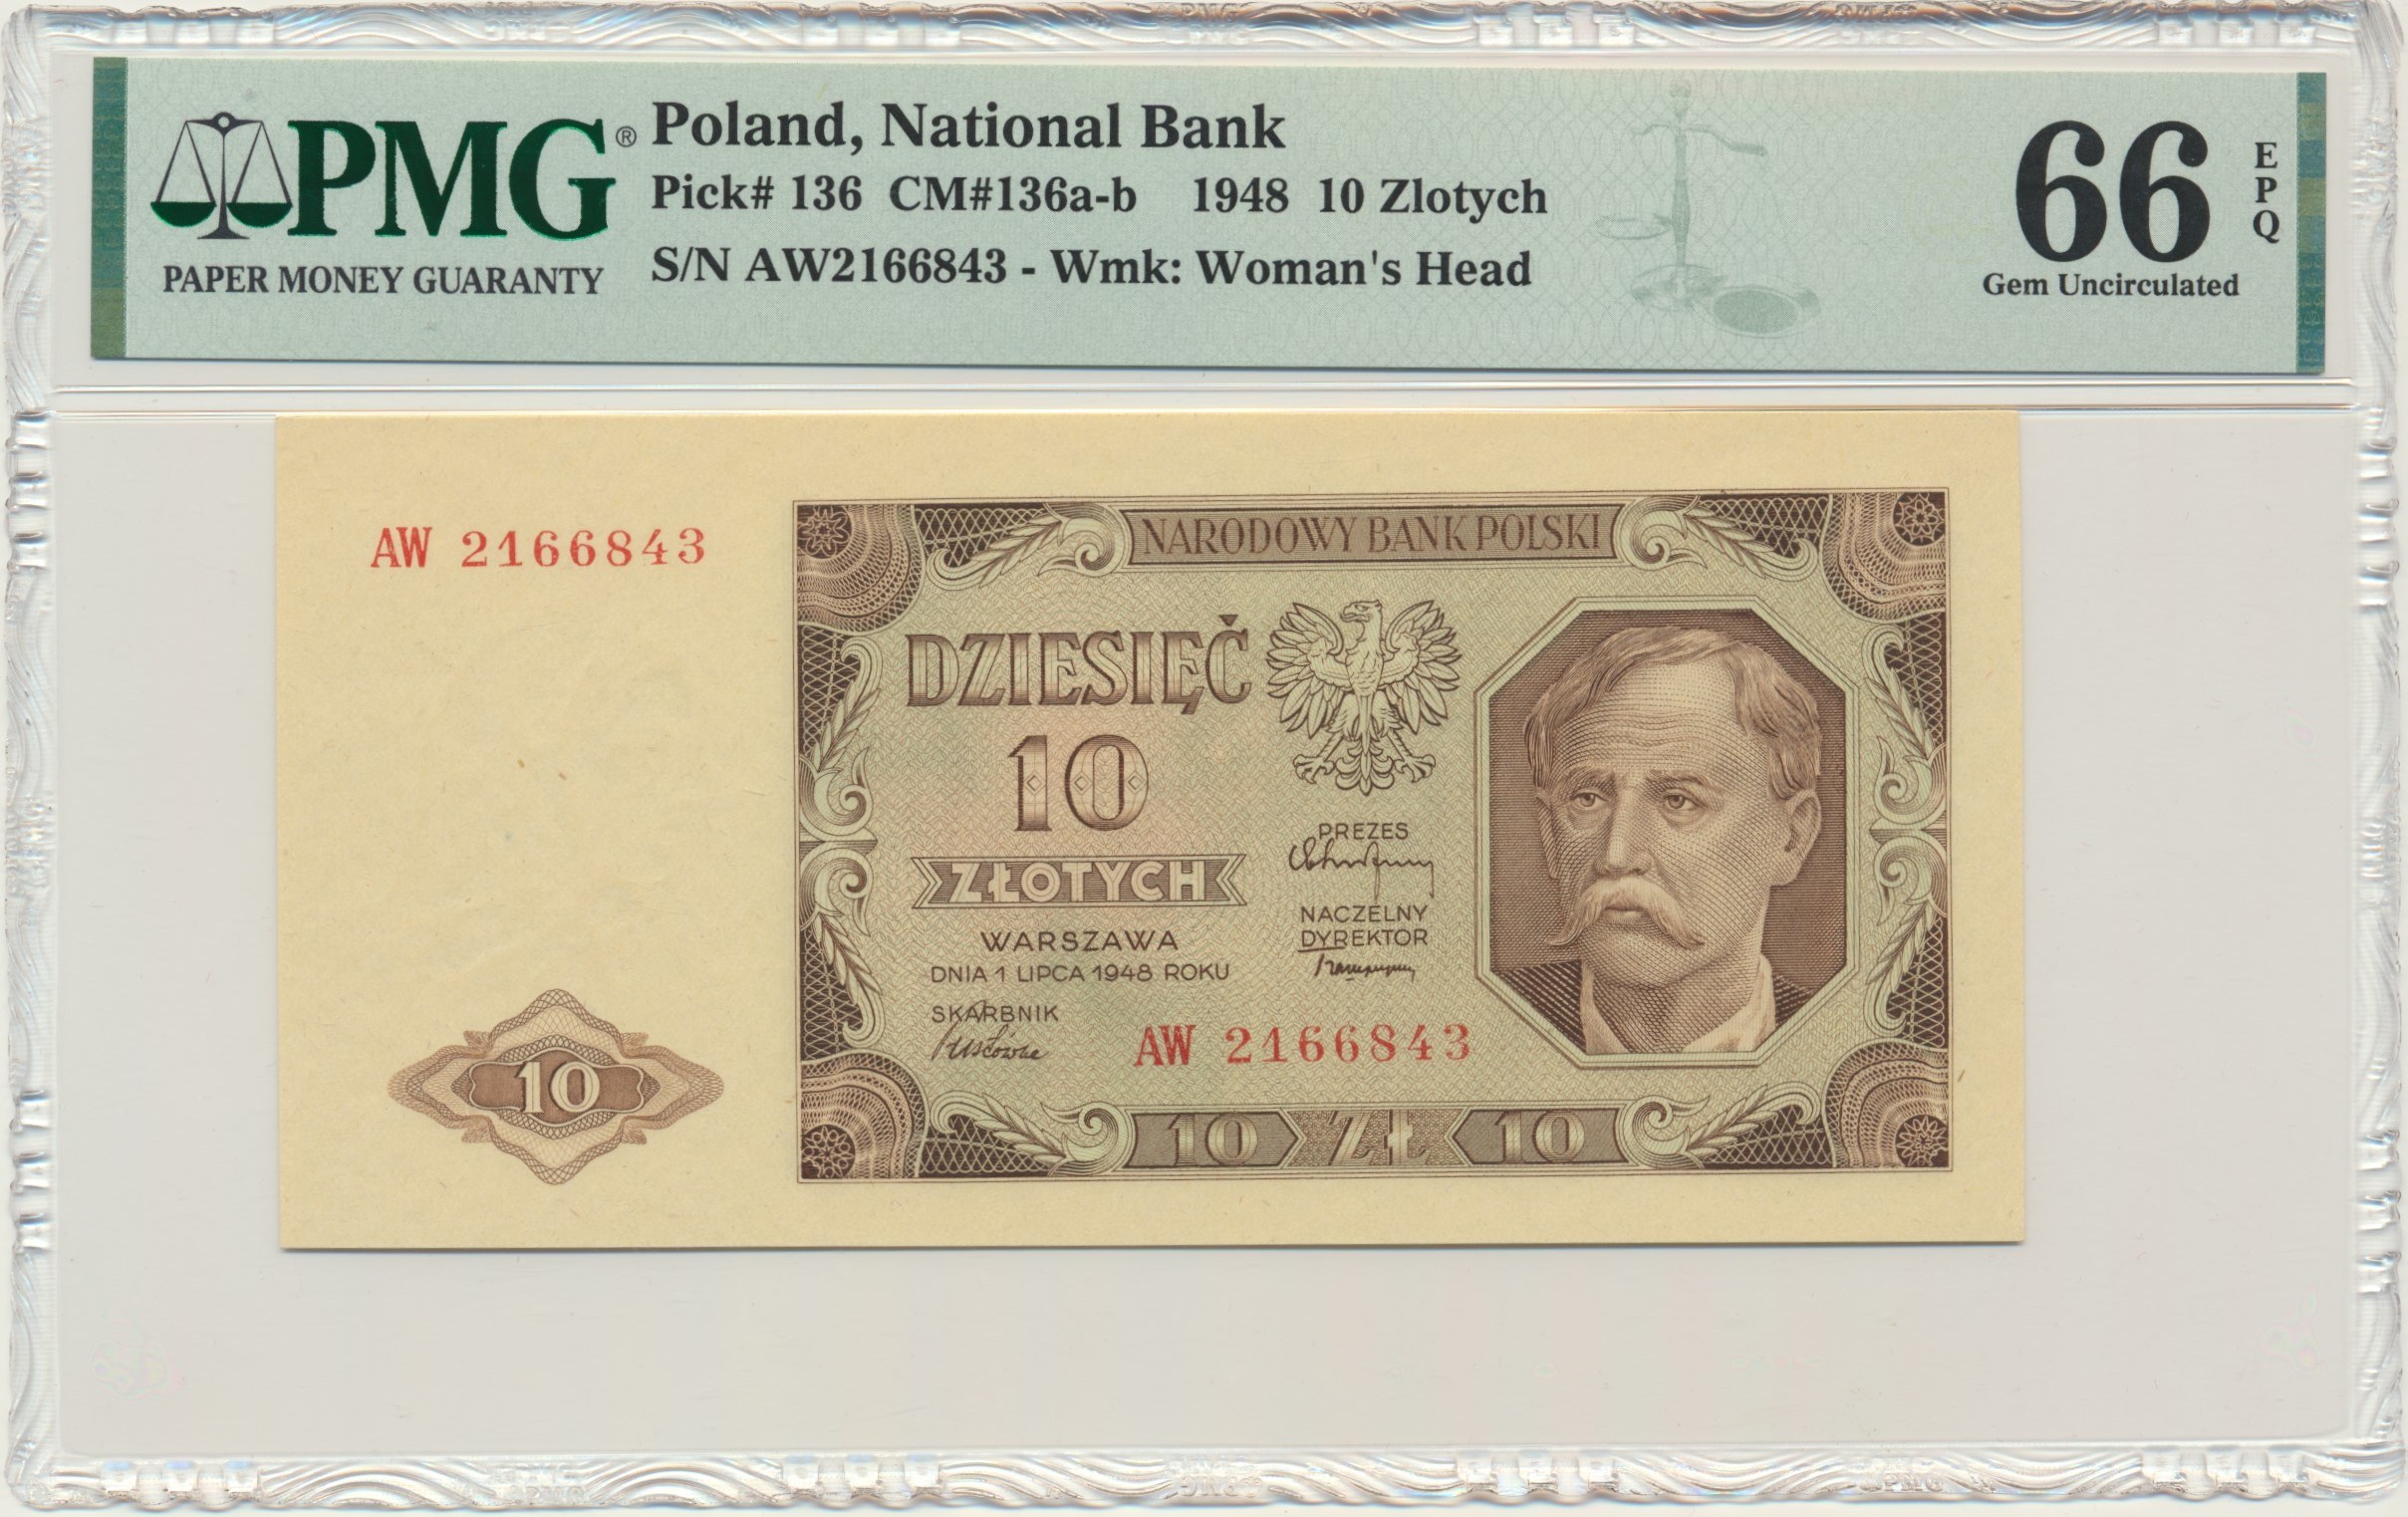 PMG®
PAPER MONEY GUARANTY
Poland, National Bank
Pick# 136 CM#136a-b 1948 10 Zlotych
S/N AW2166843 - Wmk: Woman's Head
66
EPQ
Gem Uncirculated
AW 2166843
10
NARODOWY BANK POLSKI
DZIESIĘĆ
10
ZŁOTYCH
WARSZAWA
DNIA 1 LIPCA 1948 ROKU
SKARBNIK
PREZES
NACZELNY
DYREKTOR
AW 2166843
10 ZŁ 10